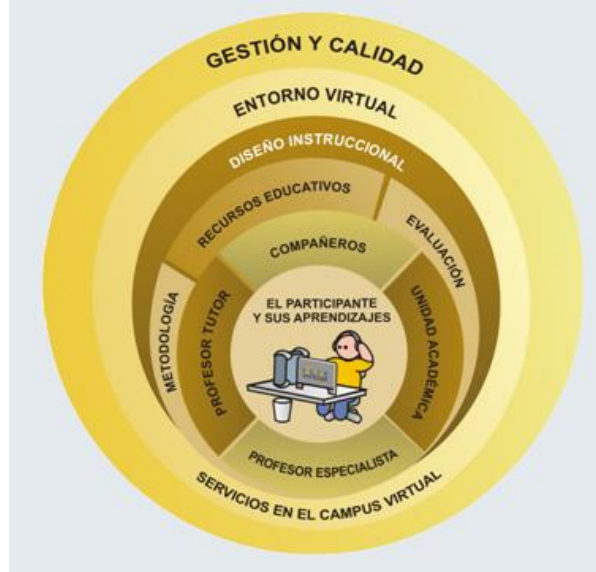 GESTIÓN Y CALIDAD
ENTORNO VIRTUAL
DISEÑO INSTRUCCIONAL
RECURSOS EDUCATIVOS
EVALUACIÓN
METODOLOGÍA
COMPAÑEROS
PROFESOR TUTOR
UNIDAD ACADÉMICA
EL PARTICIPANTE
Y SUS APRENDIZAJES
PROFESOR ESPECIALISTA
SERVICIOS EN EL CAMPUS VIRTUAL